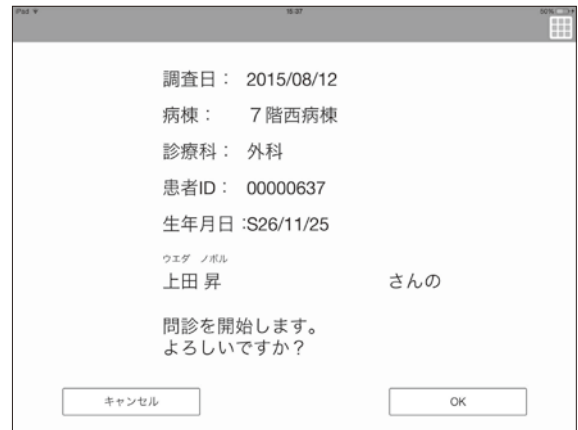 iPad
15:37
50%
調査日： 2015/08/12
病棟： ７階西病棟
診療科： 外科
患者ID： 00000637
生年月日：S26/11/25
ウエダ ノボル
上田 昇 さんの
問診を開始します。
よろしいですか？
キャンセル OK